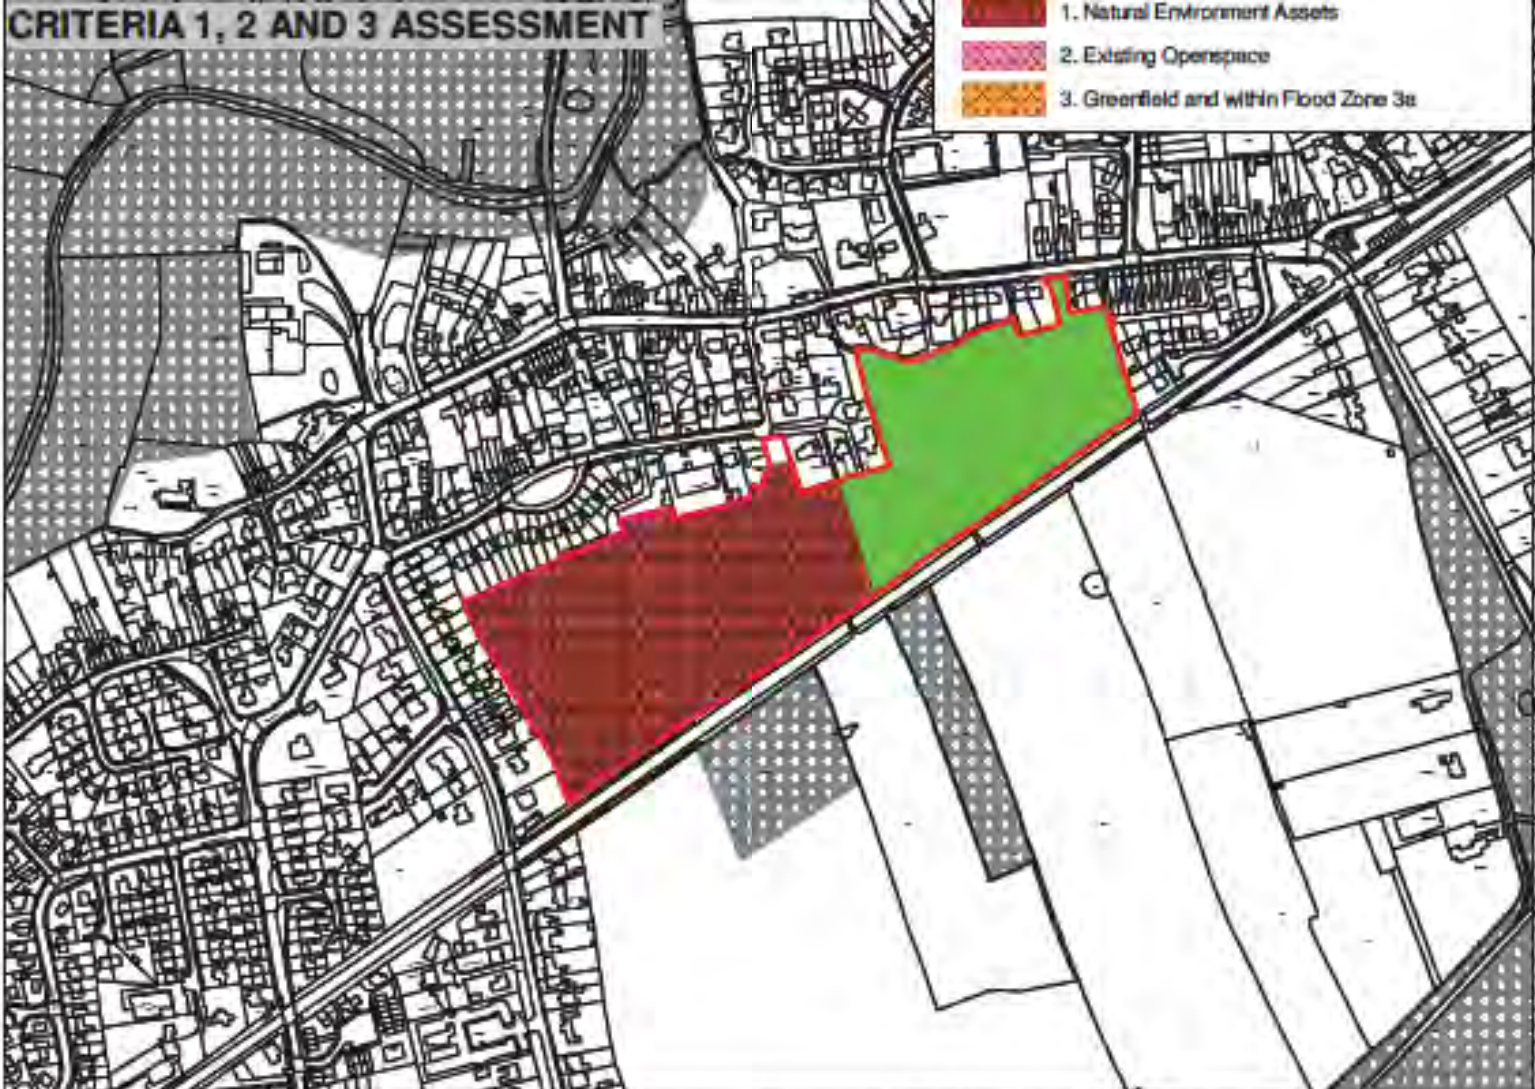 CRITERIA 1, 2 AND 3 ASSESSMENT
1. Natural Environment Assets
2. Existing Openspace
3. Greenfield and within Flood Zone 3a